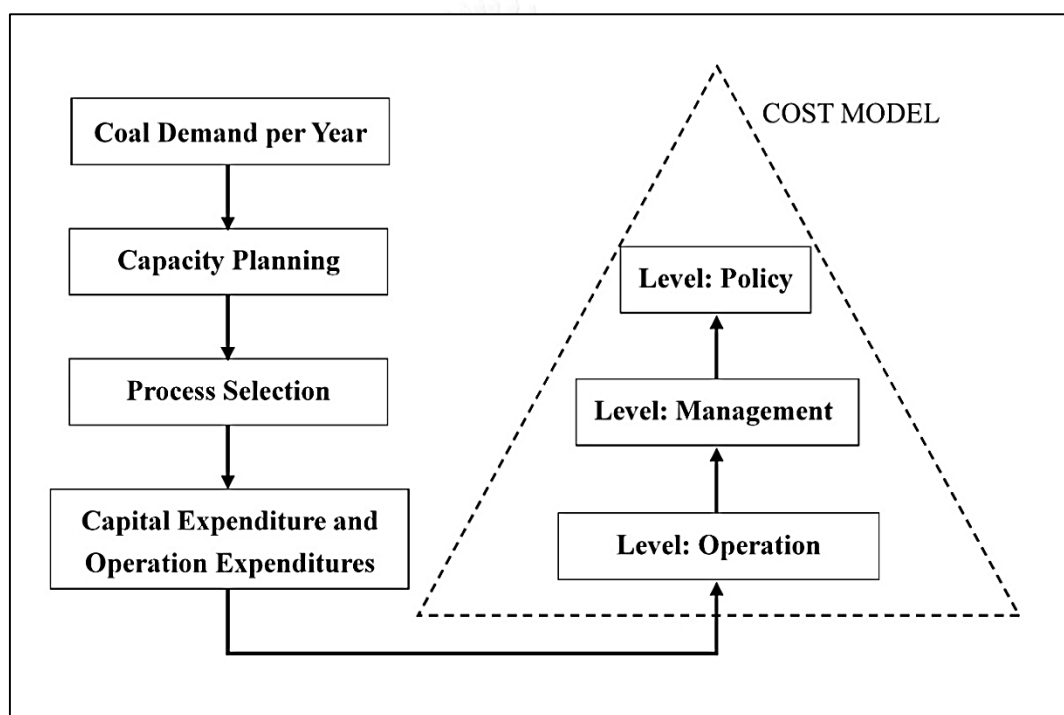 Coal Demand per Year
Capacity Planning
Process Selection
Capital Expenditure and
Operation Expenditures
COST MODEL
Level: Policy
Level: Management
Level: Operation